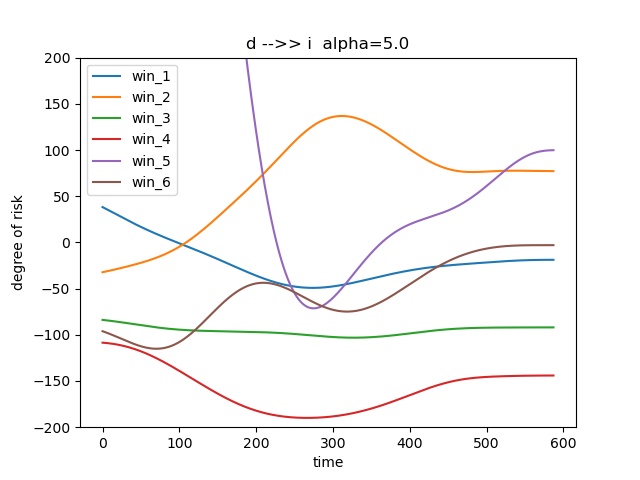 d -->> i  alpha=5.0
win_1
win_2
win_3
win_4
win_5
win_6
200
150
100
50
0
−50
−100
−150
−200
degree of risk
0 100 200 300 400 500 600
time